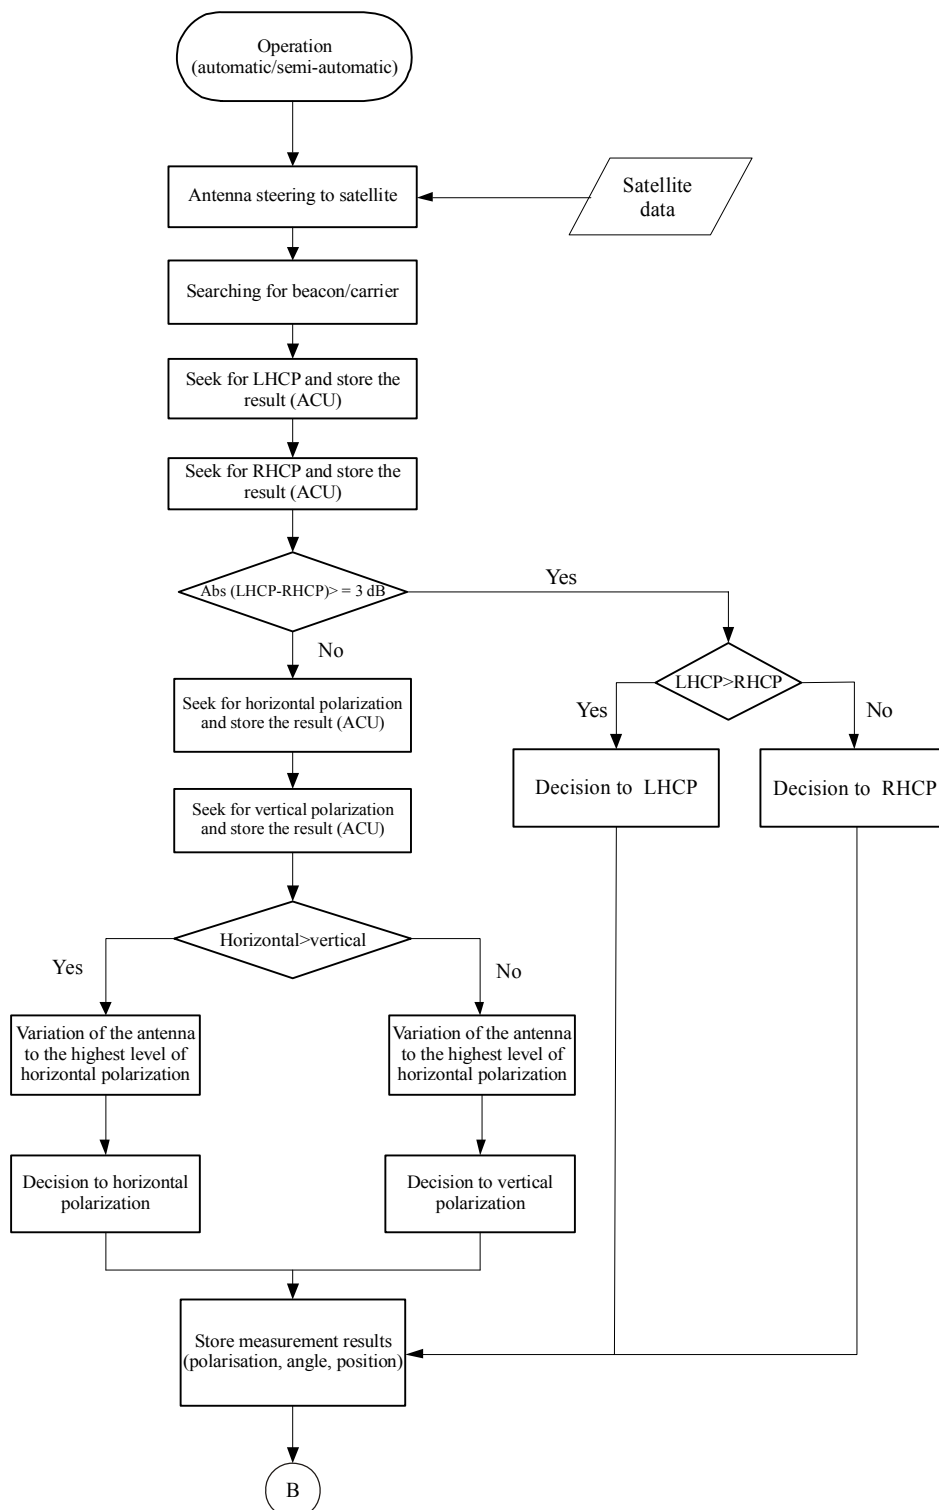 Operation
(automatic/semi-automatic)
Antenna steering to satellite
Satellite
data
Searching for beacon/carrier
Seek for LHCP and store the
result (ACU)
Seek for RHCP and store the
result (ACU)
Abs (LHCP-RHCP)> = 3 dB
Yes
No
LHCP>RHCP
Yes
No
Seek for horizontal polarization
and store the result (ACU)
Decision to LHCP
Decision to RHCP
Seek for vertical polarization
and store the result (ACU)
Horizontal>vertical
Yes
No
Variation of the antenna
to the highest level of
horizontal polarization
Variation of the antenna
to the highest level of
horizontal polarization
Decision to horizontal
polarization
Decision to vertical
polarization
Store measurement results
(polarisation, angle, position)
B